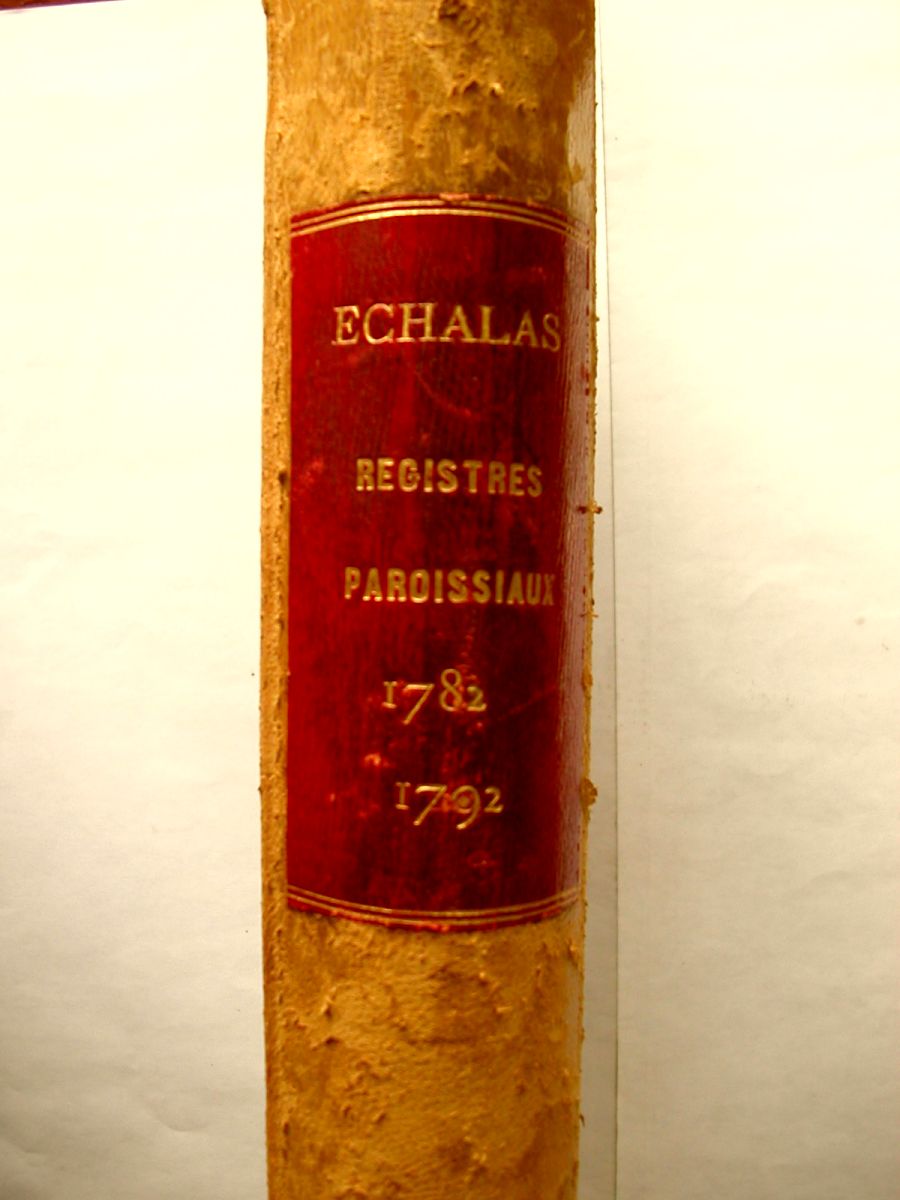 ECHALAS
REGISTRES
PAROISSIAUX
1782
1792